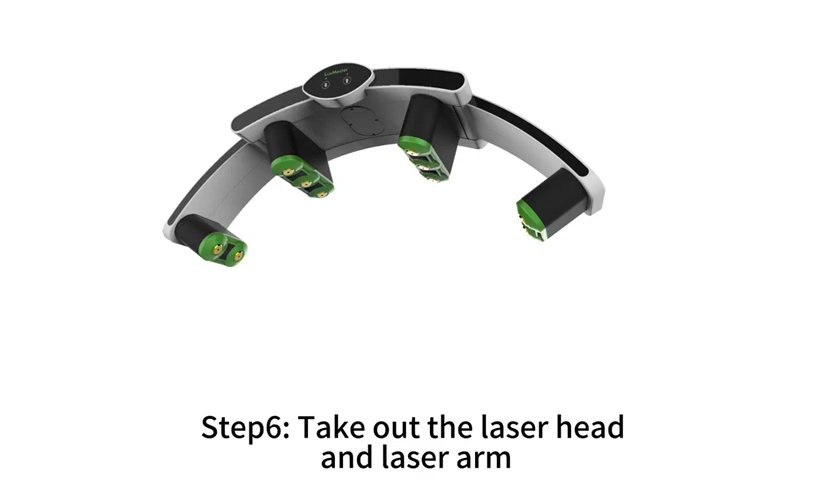 Step6: Take out the laser head
and laser arm